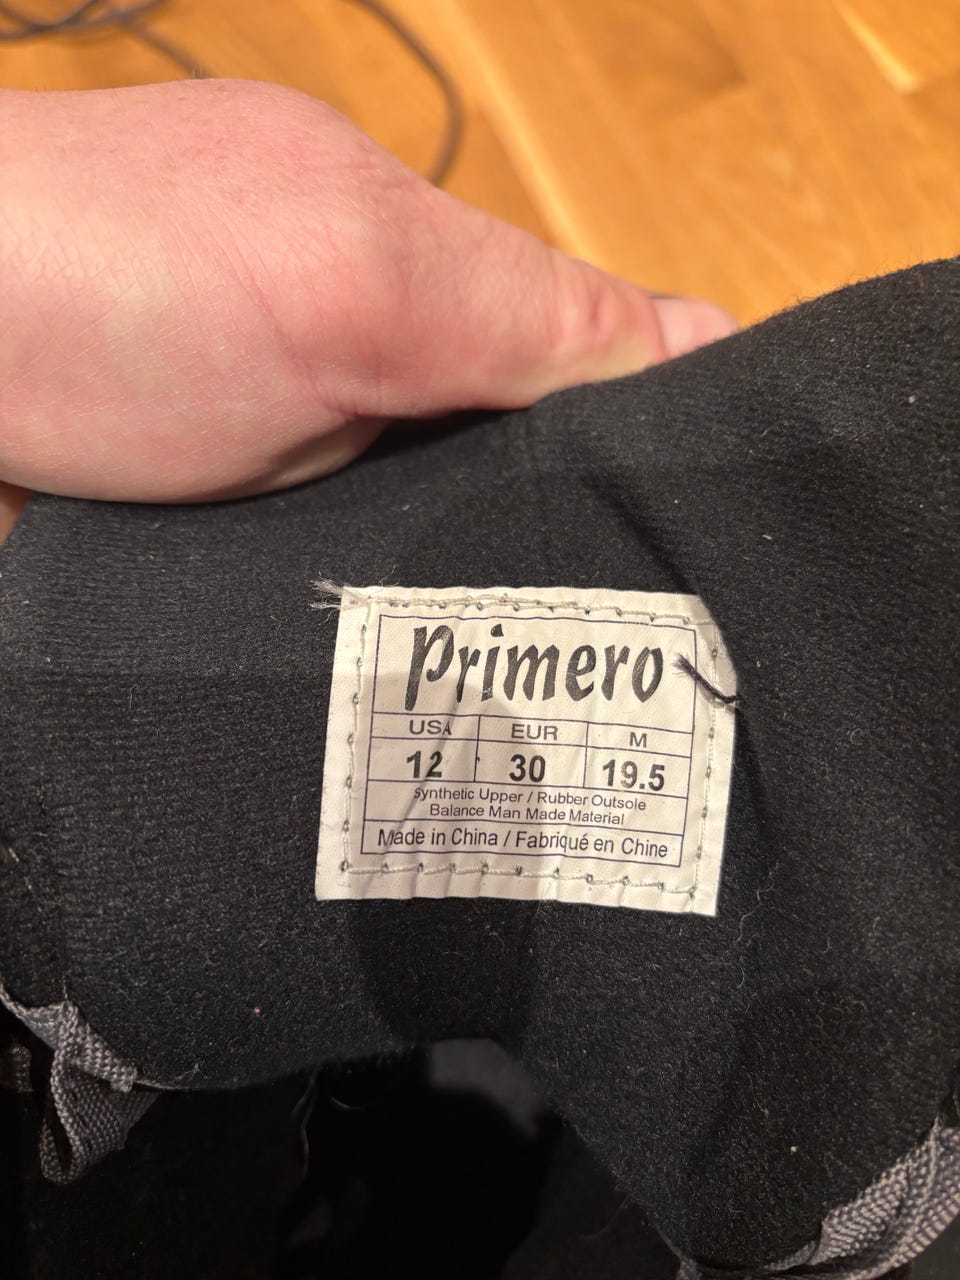 Primero
USA EUR M
12 30 19.5
Synthetic Upper / Rubber Outsole
Balance Man Made Material
Made in China / Fabriqué en Chine